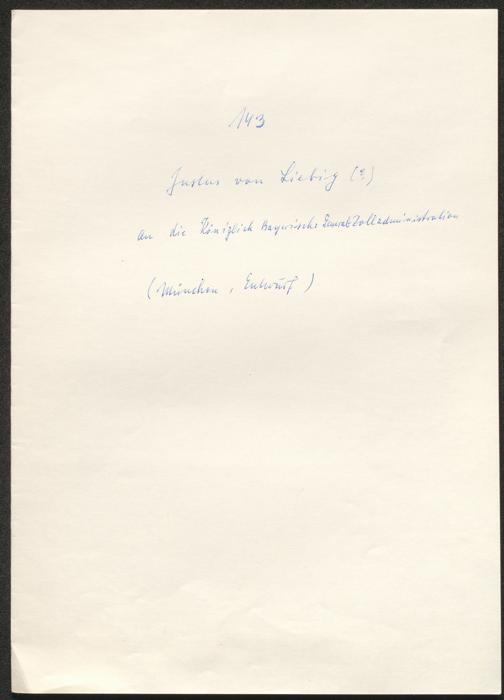 143
Justus von Liebig (?)
an die Königlich Bayerische GeneralZolladministration
(München, Entwurf)